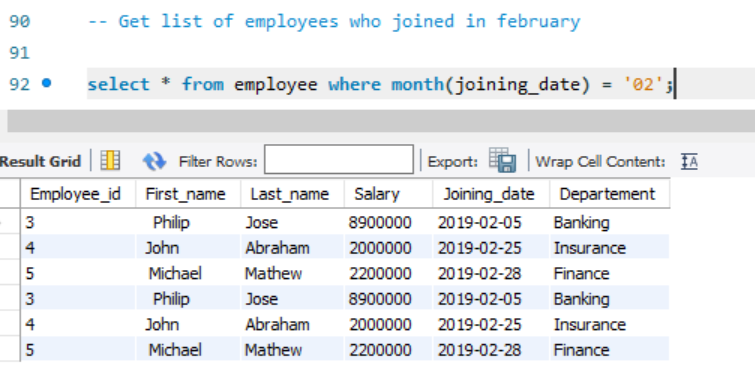 90 -- Get list of employees who joined in february
91
92 select * from employee where month(joining_date) = '02';
Result Grid Filter Rows: Export: Wrap Cell Content: IA
Employee_id First_name Last_name Salary Joining_date Departement
3 Philip Jose 8900000 2019-02-05 Banking
4 John Abraham 2000000 2019-02-25 Insurance
5 Michael Mathew 2200000 2019-02-28 Finance
3 Philip Jose 8900000 2019-02-05 Banking
4 John Abraham 2000000 2019-02-25 Insurance
5 Michael Mathew 2200000 2019-02-28 Finance